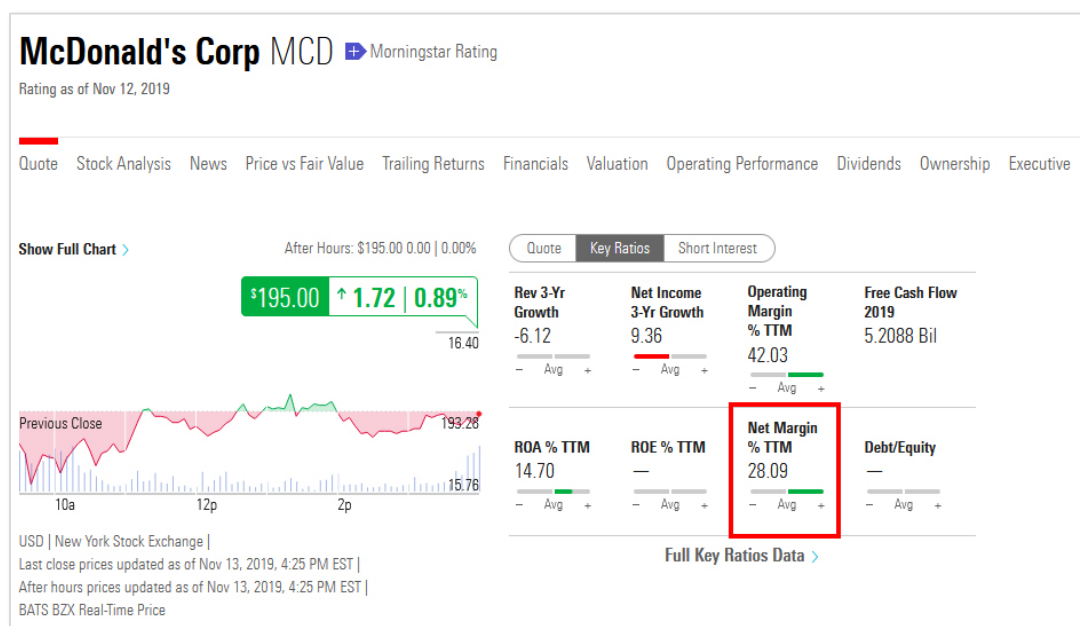 McDonald's Corp MCD + Morningstar Rating
Rating as of Nov 12, 2019
Quote Stock Analysis News Price vs Fair Value Trailing Returns Financials Valuation Operating Performance Dividends Ownership Executive
Show Full Chart >
After Hours: $195.00 0.00 | 0.00%
$195.00 ↑ 1.72 | 0.89%
16.40
Previous Close
193.28
15.76
10a 12p 2p
USD | New York Stock Exchange |
Last close prices updated as of Nov 13, 2019, 4:25 PM EST |
After hours prices updated as of Nov 13, 2019, 4:25 PM EST |
BATS BZX Real-Time Price
Quote Key Ratios Short Interest
Rev 3-Yr
Growth
-6.12
– Avg +
Net Income
3-Yr Growth
9.36
– Avg +
Operating
Margin
% TTM
42.03
– Avg +
Free Cash Flow
2019
5.2088 Bil
ROA % TTM
14.70
– Avg +
ROE % TTM
—
– Avg +
Net Margin
% TTM
28.09
– Avg +
Debt/Equity
—
– Avg +
Full Key Ratios Data >